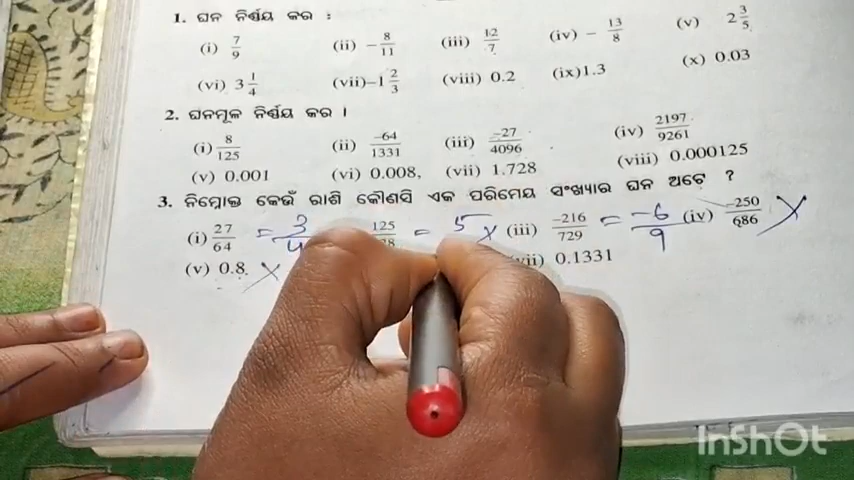 1. ଘନ ନିର୍ଣ୍ଣୟ କର :
(i) 7/9 (ii) -8/11 (iii) 12/7 (iv) - 13/8 (v) 2 3/5
(vi) 3 1/4 (vii) -1 2/3 (viii) 0.2 (ix) 1.3 (x) 0.03
2. ଘନମୂଳ ନିର୍ଣ୍ଣୟ କର ।
(i) 8/125 (ii) -64/1331 (iii) -27/4096 (iv) 2197/9261
(v) 0.001 (vi) 0.008, (vii) 1.728 (viii) 0.000125
3. ନିମ୍ନୋକ୍ତ କେଉଁ ରାଶି କୌଣସି ଏକ ପରିମେୟ ସଂଖ୍ୟାର ଘନ ଅଟେ ?
(i) 27/64 = 3/4 125 = 5 x (iii) -216/729 = -6/9 (iv) -250/686 X
(v) 0.8. X (vii) 0.1331
InShOt